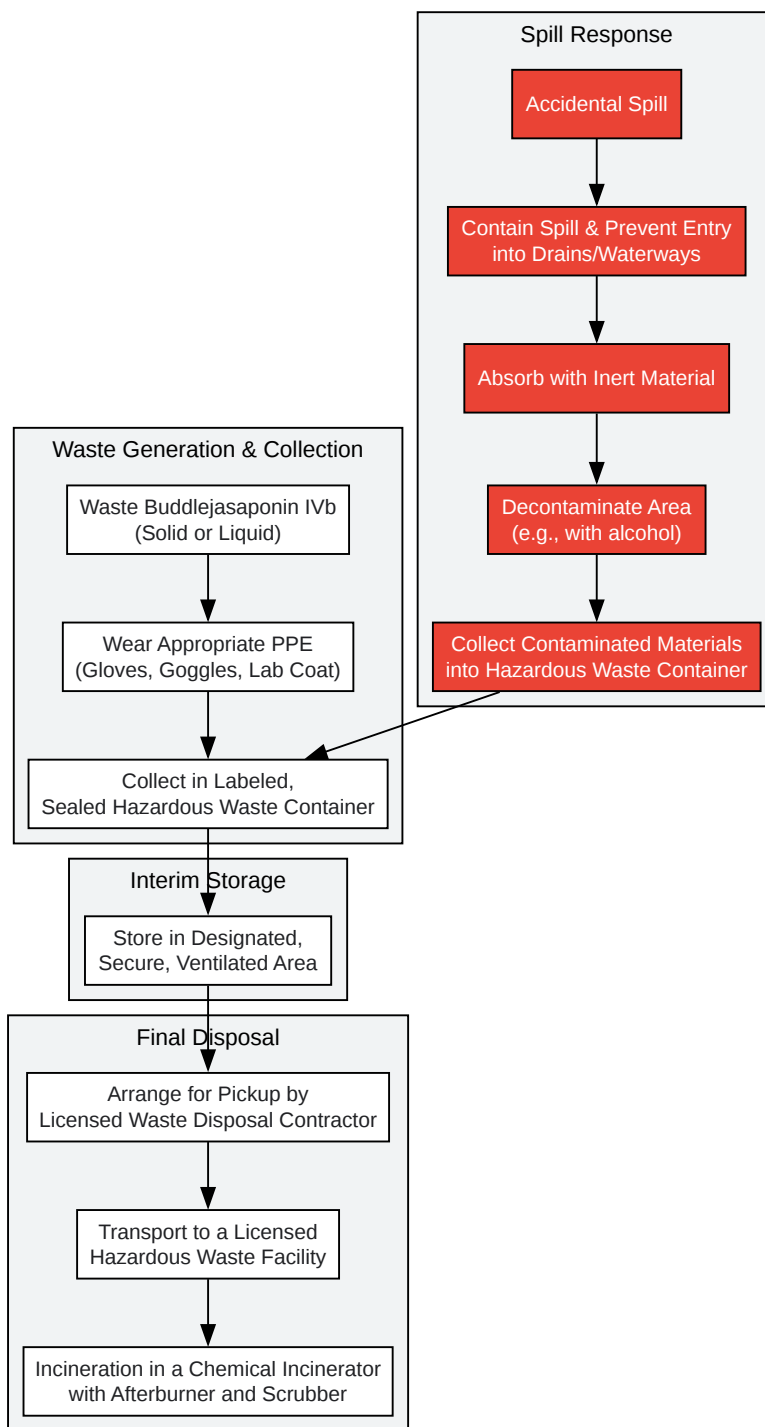 Spill Response
Accidental Spill
Contain Spill & Prevent Entry
into Drains/Waterways
Absorb with Inert Material
Decontaminate Area
(e.g., with alcohol)
Collect Contaminated Materials
into Hazardous Waste Container
Waste Generation & Collection
Waste Buddlejasaponin IVb
(Solid or Liquid)
Wear Appropriate PPE
(Gloves, Goggles, Lab Coat)
Collect in Labeled,
Sealed Hazardous Waste Container
Interim Storage
Store in Designated,
Secure, Ventilated Area
Final Disposal
Arrange for Pickup by
Licensed Waste Disposal Contractor
Transport to a Licensed
Hazardous Waste Facility
Incineration in a Chemical Incinerator
with Afterburner and Scrubber